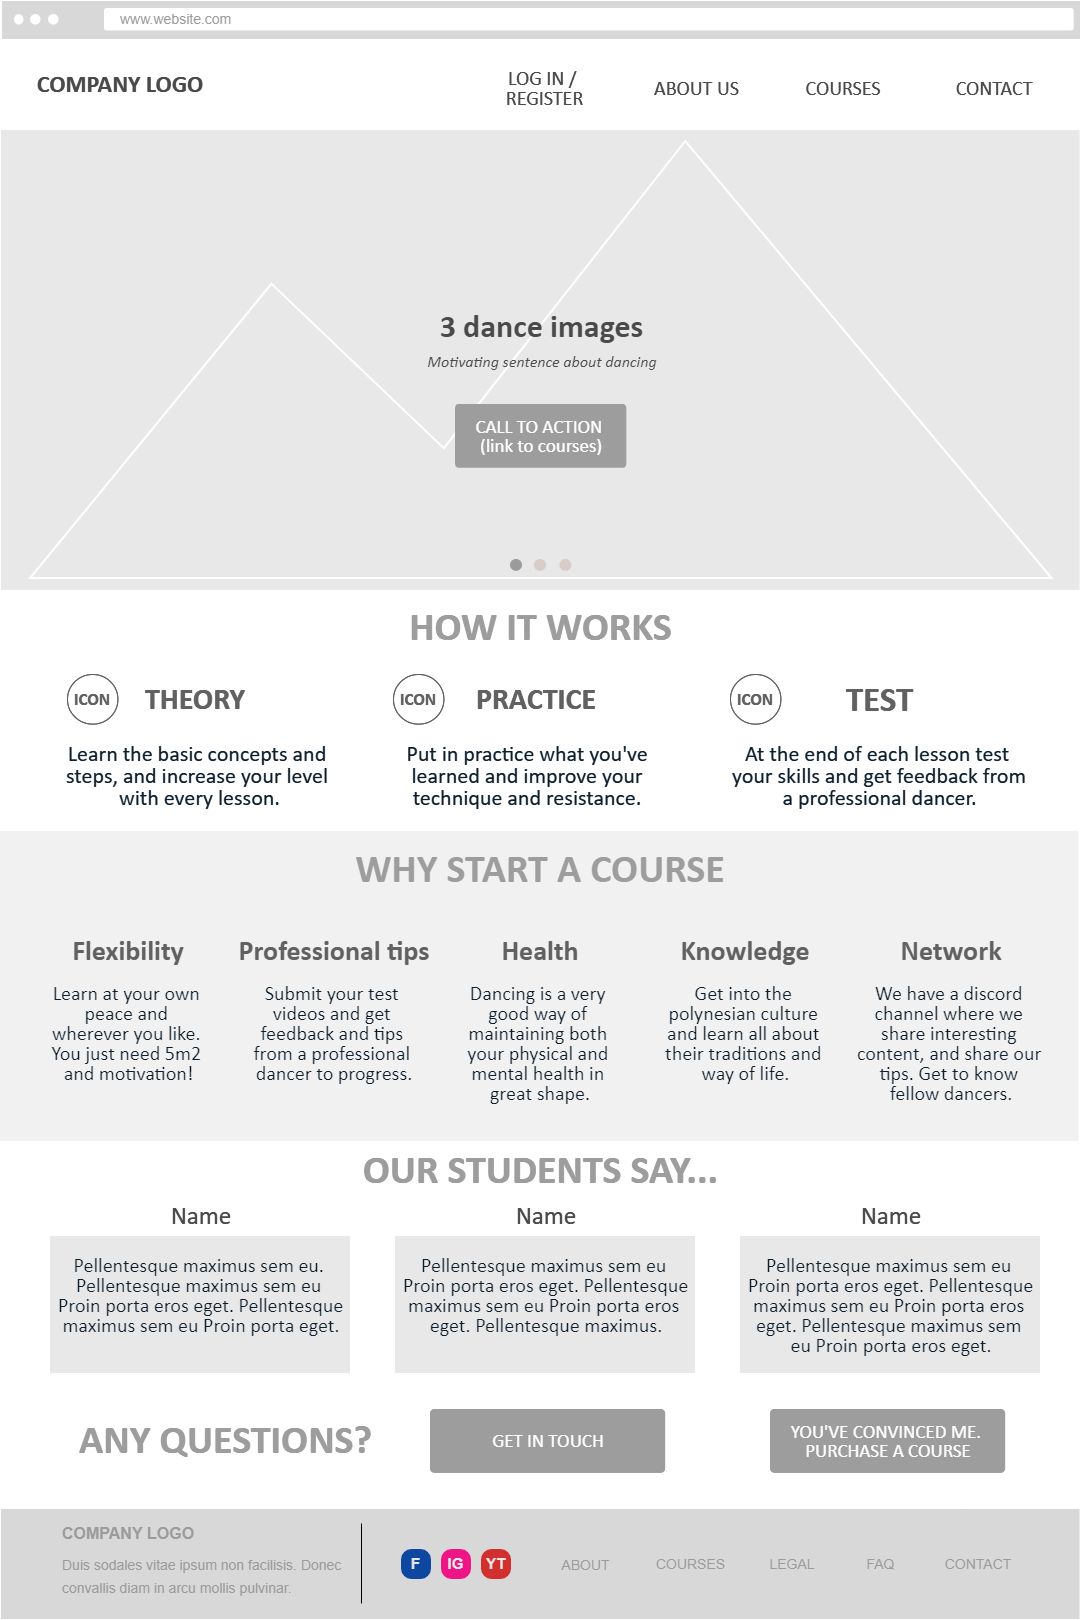 www.website.com
COMPANY LOGO
LOG IN /
REGISTER
ABOUT US
COURSES
CONTACT
3 dance images
Motivating sentence about dancing
CALL TO ACTION
(link to courses)
HOW IT WORKS
ICON
THEORY
Learn the basic concepts and
steps, and increase your level
with every lesson.
ICON
PRACTICE
Put in practice what you've
learned and improve your
technique and resistance.
ICON
TEST
At the end of each lesson test
your skills and get feedback from
a professional dancer.
WHY START A COURSE
Flexibility
Learn at your own
peace and
wherever you like.
You just need 5m2
and motivation!
Professional tips
Submit your test
videos and get
feedback and tips
from a professional
dancer to progress.
Health
Dancing is a very
good way of
maintaining both
your physical and
mental health in
great shape.
Knowledge
Get into the
polynesian culture
and learn all about
their traditions and
way of life.
Network
We have a discord
channel where we
share interesting
content, and share our
tips. Get to know
fellow dancers.
OUR STUDENTS SAY...
Name
Pellentesque maximus sem eu.
Pellentesque maximus sem eu
Proin porta eros eget. Pellentesque
maximus sem eu Proin porta eget.
Name
Pellentesque maximus sem eu
Proin porta eros eget. Pellentesque
maximus sem eu Proin porta eros
eget. Pellentesque maximus.
Name
Pellentesque maximus sem eu
Proin porta eros eget. Pellentesque
maximus sem eu Proin porta eros
eget. Pellentesque maximus sem
eu Proin porta eros eget.
ANY QUESTIONS?
GET IN TOUCH
YOU'VE CONVINCED ME.
PURCHASE A COURSE
COMPANY LOGO
Duis sodales vitae ipsum non facilisis. Donec
convallis diam in arcu mollis pulvinar.
F
IG
YT
ABOUT
COURSES
LEGAL
FAQ
CONTACT